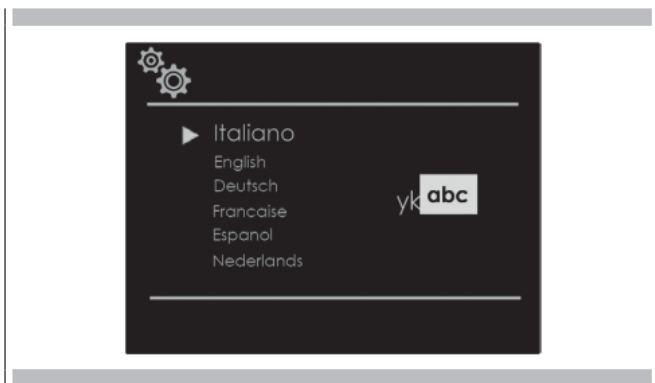 Italiano
English
Deutsch
Francaise
yk abc
Espanol
Nederlands